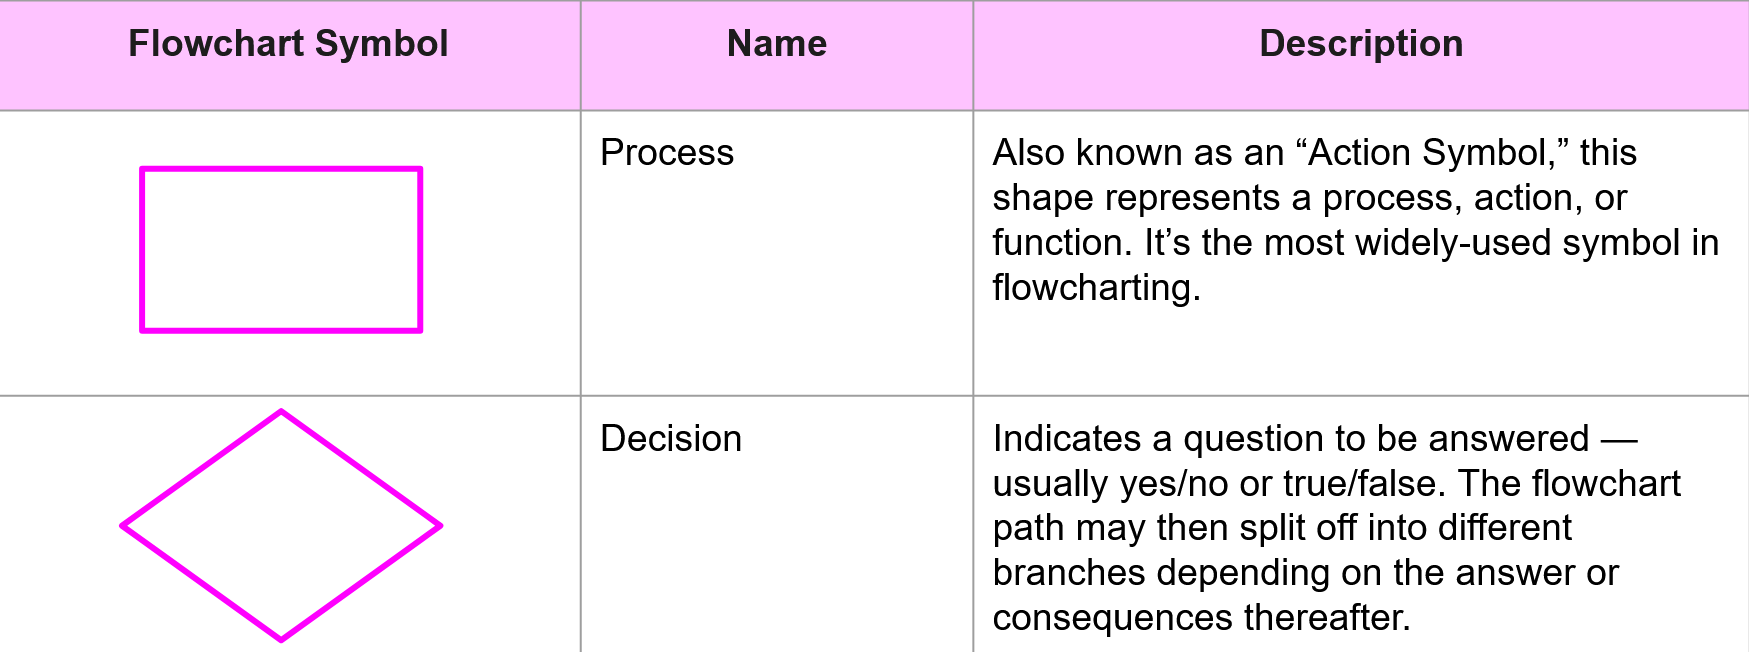 Flowchart Symbol
Name
Description
Process
Also known as an “Action Symbol,” this
shape represents a process, action, or
function. It’s the most widely-used symbol in
flowcharting.
Decision
Indicates a question to be answered —
usually yes/no or true/false. The flowchart
path may then split off into different
branches depending on the answer or
consequences thereafter.